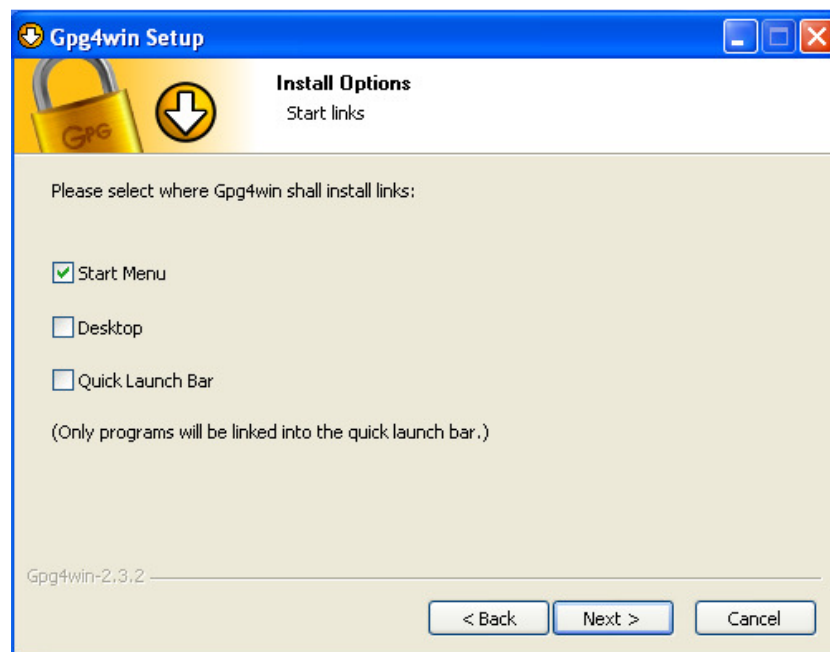 Gpg4win Setup
Install Options
Start links
GPG
Please select where Gpg4win shall install links:
Start Menu
Desktop
Quick Launch Bar
(Only programs will be linked into the quick launch bar.)
Gpg4win-2.3.2
< Back Next > Cancel